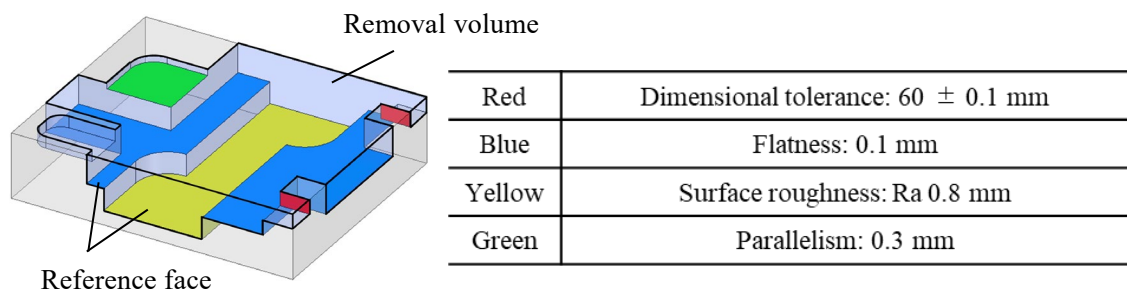 Removal volume
Red Dimensional tolerance: 60 ± 0.1 mm
Blue Flatness: 0.1 mm
Yellow Surface roughness: Ra 0.8 mm
Green Parallelism: 0.3 mm
Reference face